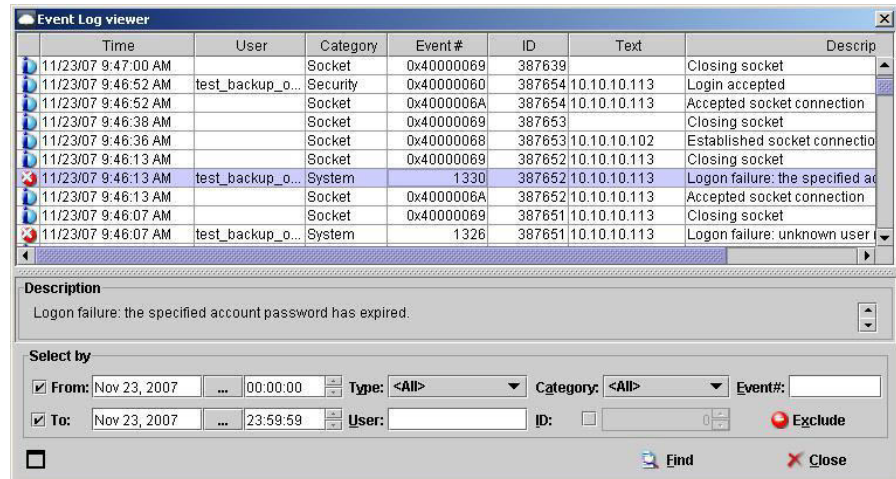 Event Log viewer
Time User Category Event # ID Text Descrip
11/23/07 9:47:00 AM Socket 0x40000069 387639 Closing socket
11/23/07 9:46:52 AM test_backup_o... Security 0x40000060 387654 10.10.10.113 Login accepted
11/23/07 9:46:52 AM Socket 0x4000006A 387654 10.10.10.113 Accepted socket connection
11/23/07 9:46:38 AM Socket 0x40000069 387653 Closing socket
11/23/07 9:46:36 AM Socket 0x40000068 387653 10.10.10.102 Established socket connectio
11/23/07 9:46:13 AM Socket 0x40000069 387652 10.10.10.113 Closing socket
11/23/07 9:46:13 AM test_backup_o... System 1330 387652 10.10.10.113 Logon failure: the specified a
11/23/07 9:46:13 AM Socket 0x4000006A 387652 10.10.10.113 Accepted socket connection
11/23/07 9:46:07 AM Socket 0x40000069 387651 10.10.10.113 Closing socket
11/23/07 9:46:07 AM test_backup_o... System 1326 387651 10.10.10.113 Logon failure: unknown user
Description
Logon failure: the specified account password has expired.
Select by
From: Nov 23, 2007 ... 00:00:00 Type: <All> Category: <All> Event#:
To: Nov 23, 2007 ... 23:59:59 User: ID: 0 Exclude
Find Close